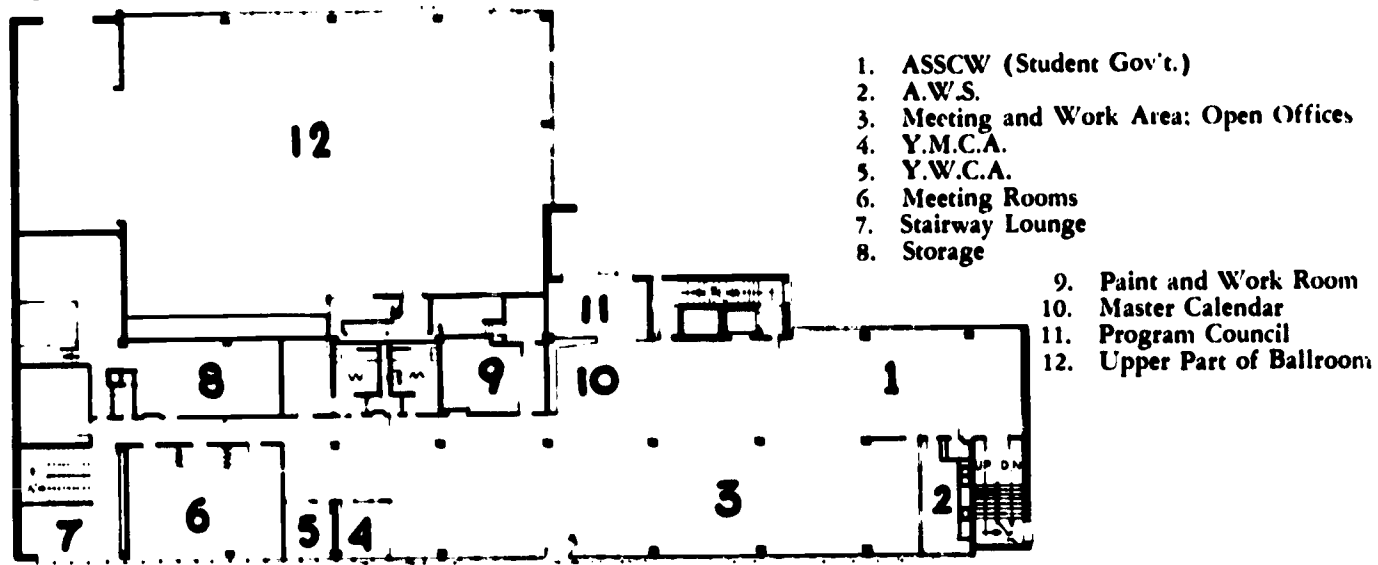 1. ASSCW (Student Gov't.)
2. A.W.S.
3. Meeting and Work Area: Open Offices
4. Y.M.C.A.
5. Y.W.C.A.
6. Meeting Rooms
7. Stairway Lounge
8. Storage
9. Paint and Work Room
10. Master Calendar
11. Program Council
12. Upper Part of Ballroom
12
11
8
9
10
1
UP DN
7
6
5
4
3
2